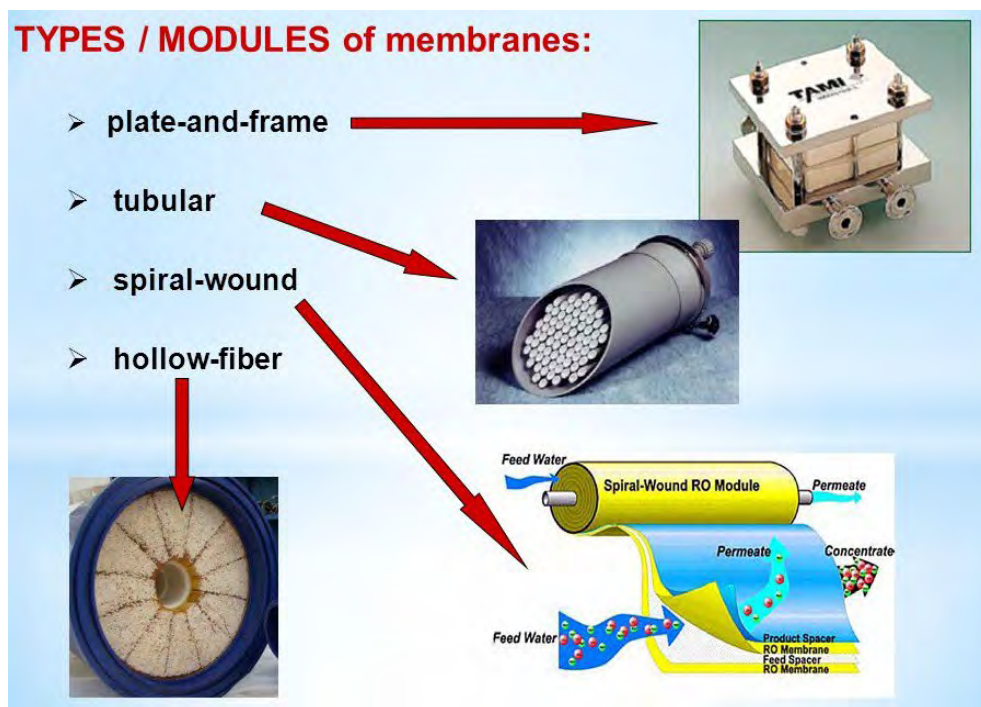 TYPES / MODULES of membranes:
plate-and-frame
TAMI
tubular
spiral-wound
hollow-fiber
Feed Water
Spiral-Wound RO Module
Permeate
Permeate
Concentrate
Feed Water
Product Spacer
RO Membrane
Feed Spacer
RO Membrane